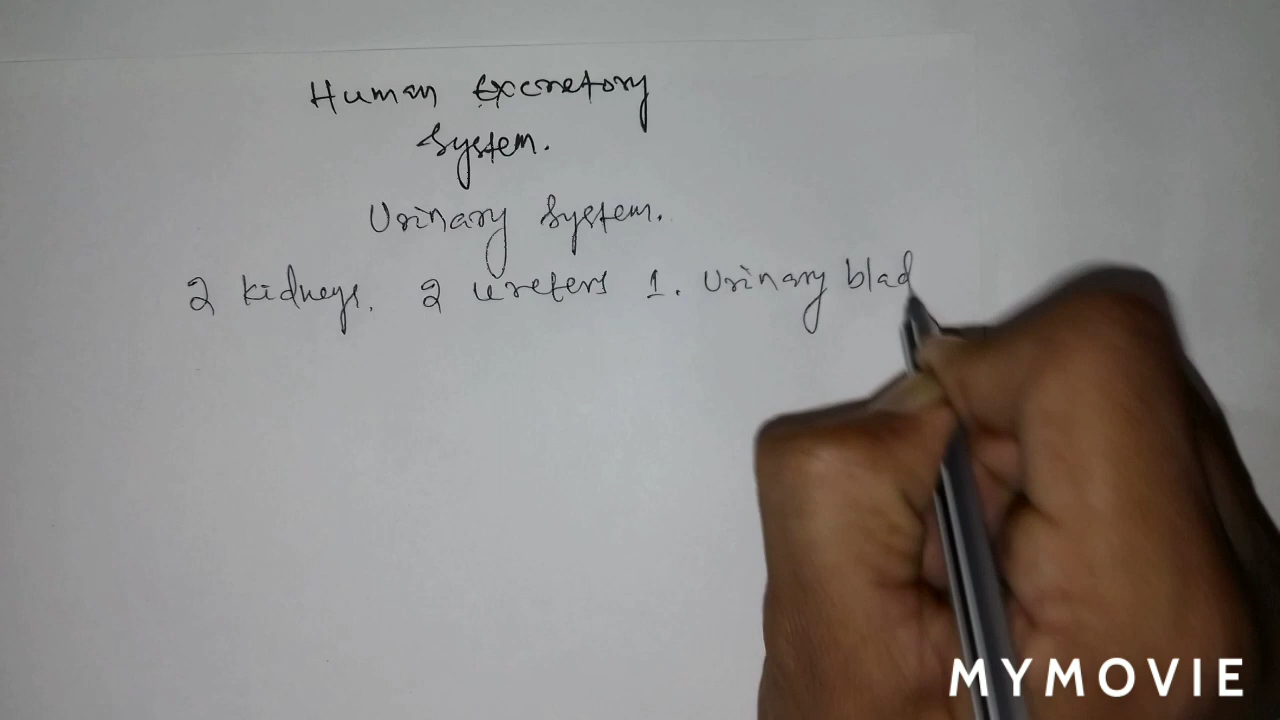 Human Excretory
System.
Urinary System.
2 kidneys. 2 ureters 1. Urinary blad
MYMOVIE